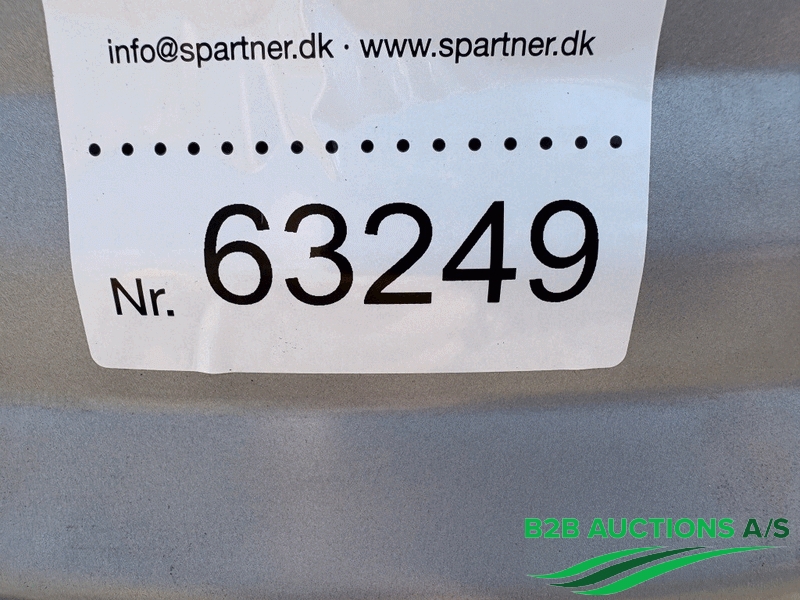 info@spartner.dk · www.spartner.dk
Nr. 63249
B2B AUCTIONS A/S